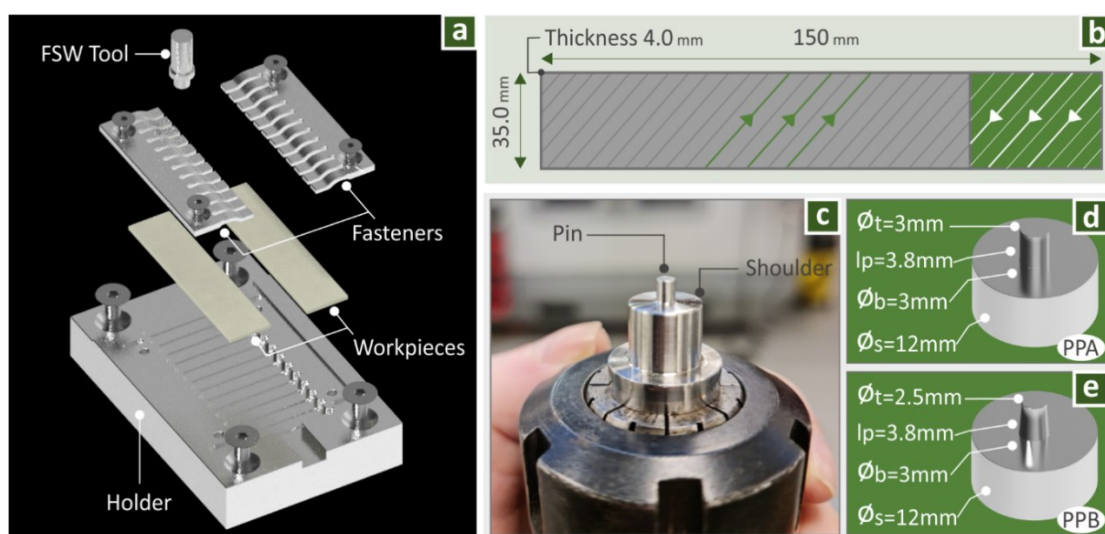 a
FSW Tool
Fasteners
Workpieces
Holder
b
Thickness 4.0 mm
150 mm
35.0 mm
c
Pin
Shoulder
d
Øt=3mm
lp=3.8mm
Øb=3mm
Øs=12mm
PPA
e
Øt=2.5mm
lp=3.8mm
Øb=3mm
Øs=12mm
PPB